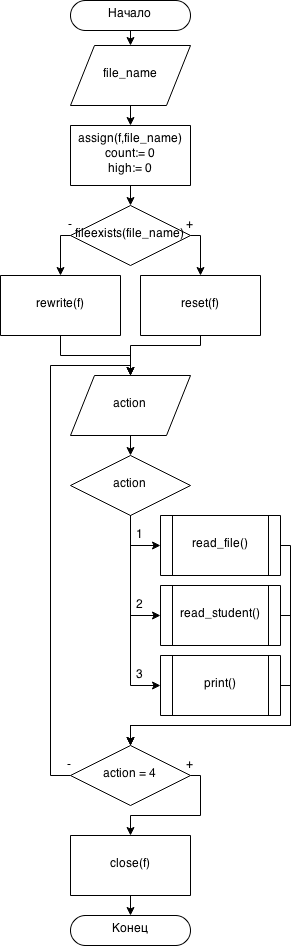 Начало
file_name
assign(f,file_name)
count:= 0
high:= 0
- fileexists(file_name) +
rewrite(f)
reset(f)
action
action
1
read_file()
2
read_student()
3
print()
- action = 4 +
close(f)
Конец